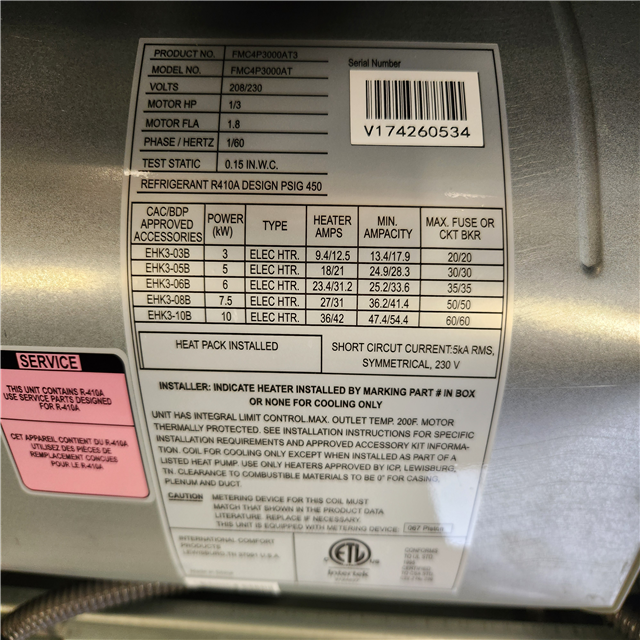 PRODUCT NO. FMC4P3000AT3
MODEL NO. FMC4P3000AT
VOLTS 208/230
MOTOR HP 1/3
MOTOR FLA 1.8
PHASE / HERTZ 1/60
TEST STATIC 0.15 IN.W.C.
REFRIGERANT R410A DESIGN PSIG 450
Serial Number
V174260534
CAC/BDP APPROVED ACCESSORIES POWER (kW) TYPE HEATER AMPS MIN. AMPACITY MAX. FUSE OR CKT BKR
EHK3-03B 3 ELEC HTR. 9.4/12.5 13.4/17.9 20/20
EHK3-05B 5 ELEC HTR. 18/21 24.9/28.3 30/30
EHK3-06B 6 ELEC HTR. 23.4/31.2 25.2/33.6 35/35
EHK3-08B 7.5 ELEC HTR. 27/31 36.2/41.4 50/50
EHK3-10B 10 ELEC HTR. 36/42 47.4/54.4 60/60
HEAT PACK INSTALLED
SHORT CIRCUT CURRENT:5kA RMS,
SYMMETRICAL, 230 V
INSTALLER: INDICATE HEATER INSTALLED BY MARKING PART # IN BOX
OR NONE FOR COOLING ONLY
UNIT HAS INTEGRAL LIMIT CONTROL.MAX. OUTLET TEMP. 200F. MOTOR
THERMALLY PROTECTED. SEE INSTALLATION INSTRUCTIONS FOR SPECIFIC
INSTALLATION REQUIREMENTS AND APPROVED ACCESSORY KIT INFORMA-
TION. COIL FOR COOLING ONLY EXCEPT WHEN INSTALLED AS PART OF A
LISTED HEAT PUMP. USE ONLY HEATERS APPROVED BY ICP, LEWISBURG,
TN. CLEARANCE TO COMBUSTIBLE MATERIALS TO BE 0" FOR CASING,
PLENUM AND DUCT.
CAUTION METERING DEVICE FOR THIS COIL MUST
MATCH THAT SHOWN IN THE PRODUCT DATA
LITERATURE. REPLACE IF NECESSARY.
THIS UNIT IS EQUIPPED WITH METERING DEVICE: 067 Piston
INTERNATIONAL COMFORT
PRODUCTS
LEWISBURG,TN 37091 U.S.A
ETL
Intertek
CONFORMS
TO UL STD.
SERVICE
THIS UNIT CONTAINS R-410A
USE SERVICE PARTS DESIGNED
FOR R-410A
CET APPAREIL CONTIENT DU R-410A
UTILISEZ DES PIÈCES DE
REMPLACEMENT CONÇUES
POUR LE R-410A